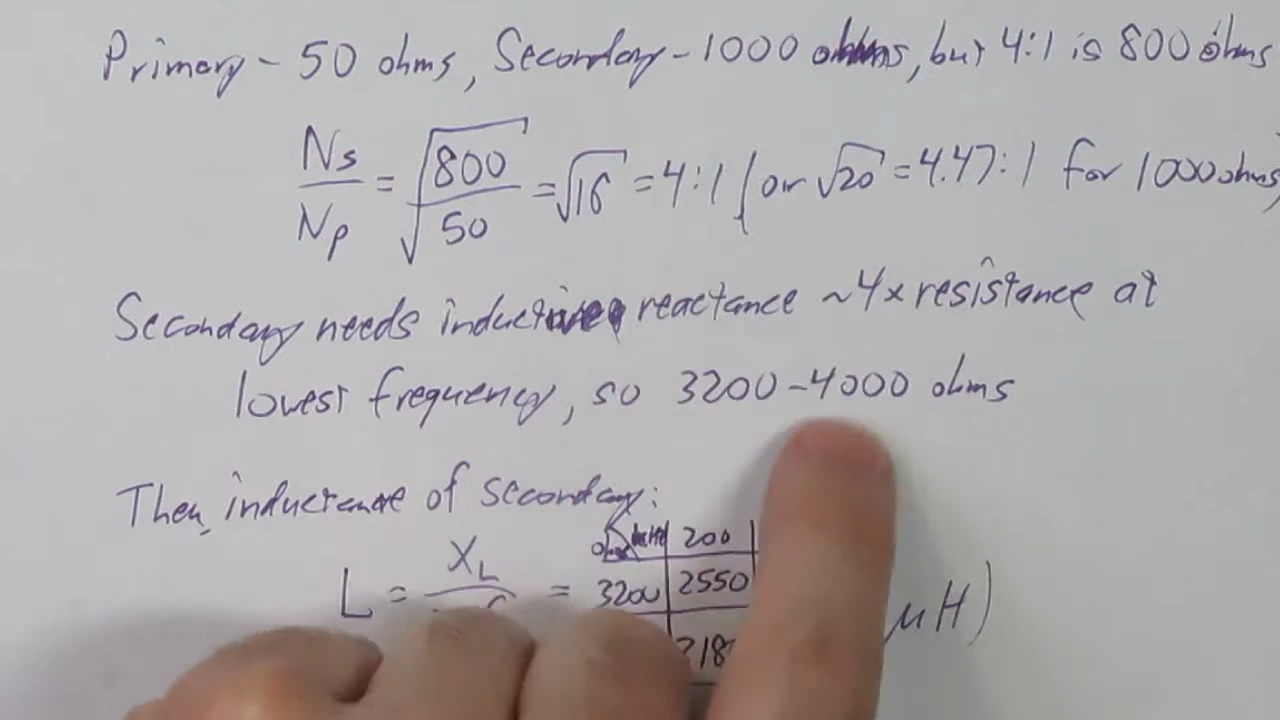 Primary - 50 ohms, Secondary - 1000 ohms, but 4:1 is 800 ohms
Ns/Np = √800/50 = √16 = 4:1 (or √20 = 4.47:1 for 1000 ohms
Secondary needs inductive reactance ~4x resistance at
lowest frequency, so 3200-4000 ohms
Then, inductance of secondary:
200
L = XL = 3200 2550 μH)
318